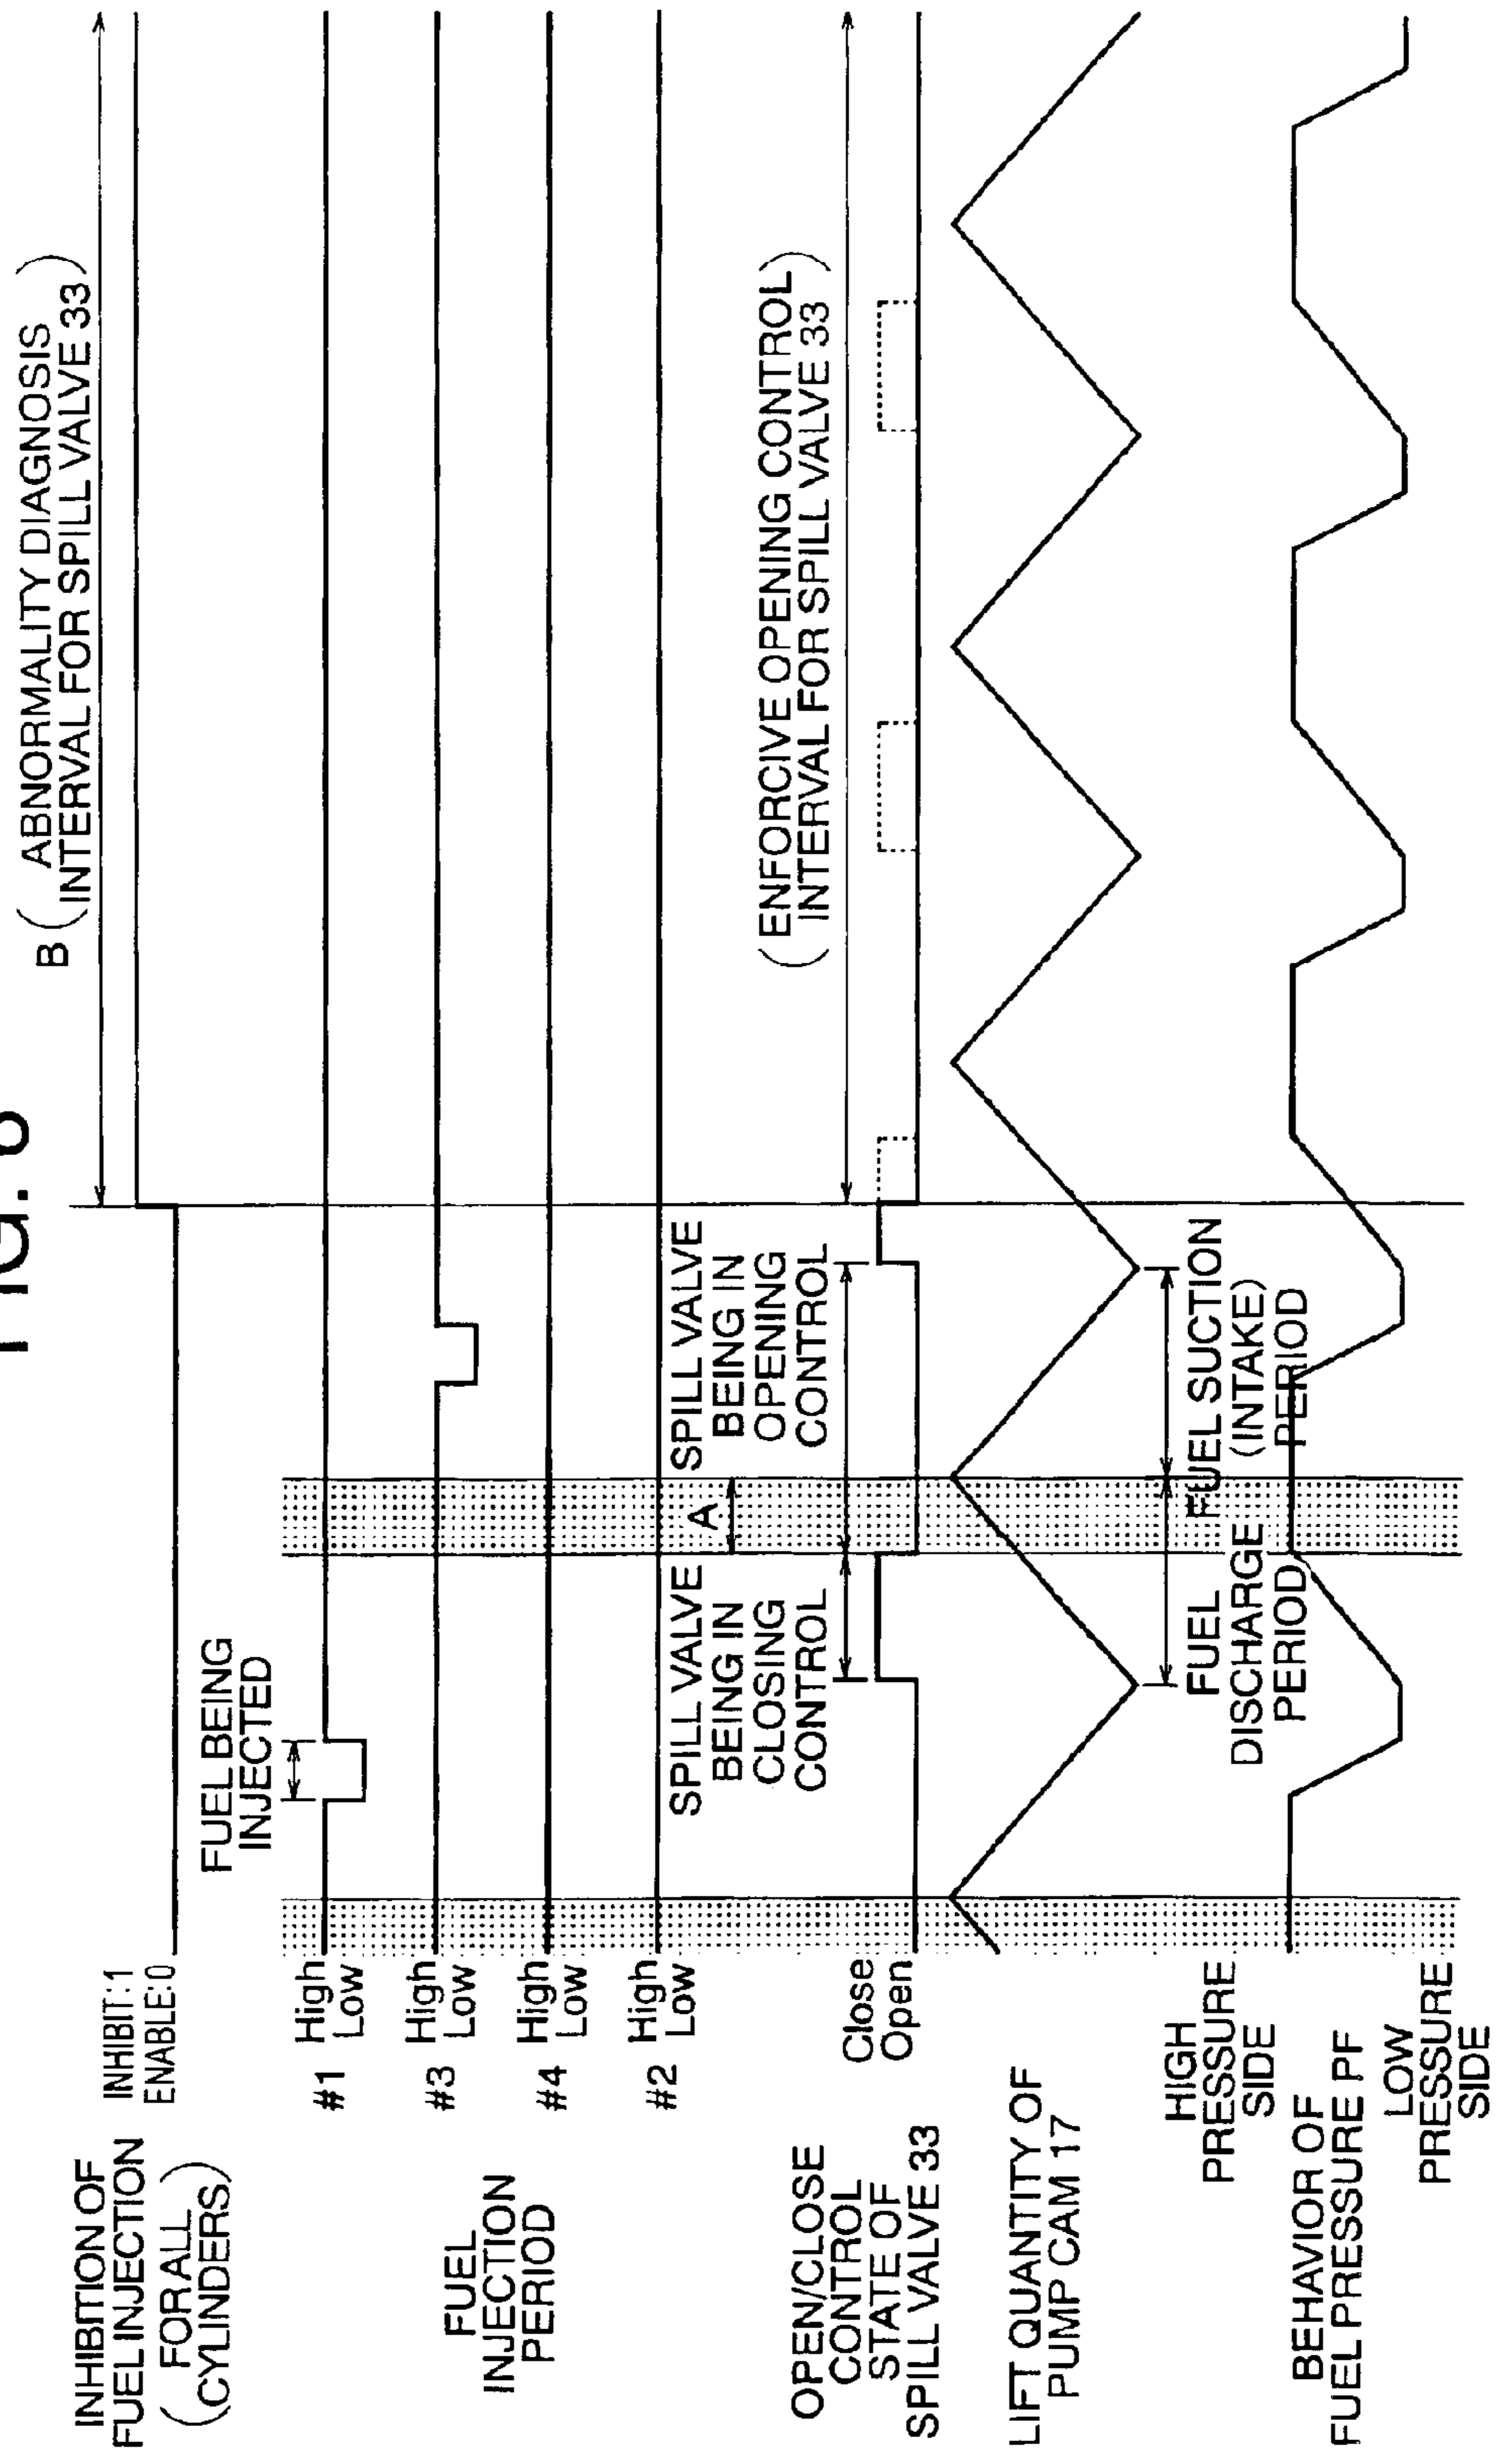 INHIBITION OF
FUEL INJECTION
( FOR ALL )
( CYLINDERS )
INHIBIT:1
ENABLE:0
B ( ABNORMALITY DIAGNOSIS )
( INTERVAL FOR SPILL VALVE 33 )
FUEL BEING
INJECTED
FUEL
INJECTION
PERIOD
#1 High
Low
#3 High
Low
#4 High
Low
#2 High
Low
A
SPILL VALVE
BEING IN
CLOSING
CONTROL
SPILL VALVE
BEING IN
OPENING
CONTROL
( ENFORCIVE OPENING CONTROL )
( INTERVAL FOR SPILL VALVE 33 )
OPEN/CLOSE
CONTROL
STATE OF
SPILL VALVE 33
Close
Open
LIFT QUANTITY OF
PUMP CAM 17
FUEL
DISCHARGE
PERIOD
FUEL SUCTION
(INTAKE)
PERIOD
HIGH
PRESSURE
SIDE
BEHAVIOR OF
FUEL PRESSURE PF
LOW
PRESSURE
SIDE